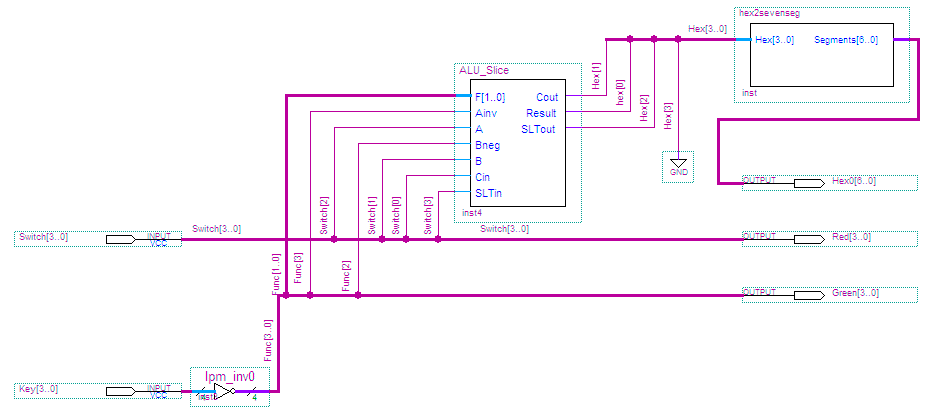 hex2sevenseg
Hex[3..0]
Hex[3..0] Segments[6..0]
inst
ALU_Slice
F[1..0] Cout
Ainv Result
A SLTout
Bneg
B
Cin
SLTin
inst4
Hex[1]
hex[0]
Hex[2]
Hex[3]
GND
OUTPUT Hex0[6..0]
Switch[2]
Switch[1]
Switch[0]
Switch[3]
Switch[3..0] INPUT VCC
Switch[3..0]
Switch[3..0]
OUTPUT Red[3..0]
Func[1..0]
Func[3]
Func[2]
OUTPUT Green[3..0]
Func[3..0]
Key[3..0] INPUT VCC
lpm_inv0
4